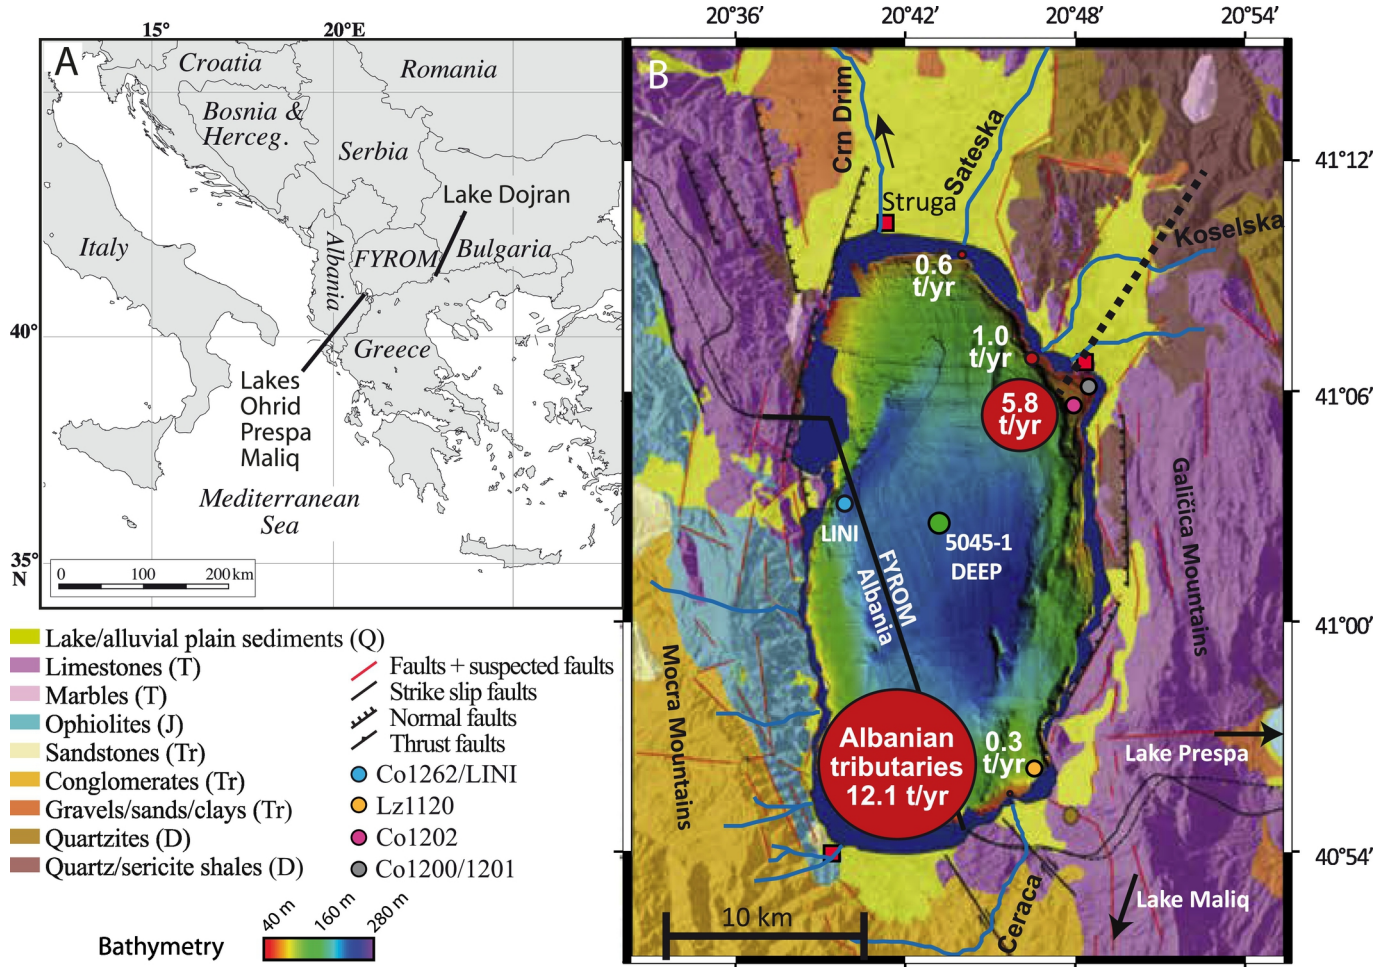 15°
20°E
A
Croatia
Romania
Bosnia &
Herceg.
Serbia
Lake Dojran
Italy
Albania
FYROM
Bulgaria
40°
Greece
Lakes
Ohrid
Prespa
Maliq
Mediterranean
Sea
35°
N
0 100 200 km
Lake/alluvial plain sediments (Q)
Limestones (T)
Marbles (T)
Ophiolites (J)
Sandstones (Tr)
Conglomerates (Tr)
Gravels/sands/clays (Tr)
Quartzites (D)
Quartz/sericite shales (D)
Faults + suspected faults
Strike slip faults
Normal faults
Thrust faults
Co1262/LINI
Lz1120
Co1202
Co1200/1201
40 m
160 m
280 m
Bathymetry
20°36'
20°42'
20°48'
20°54'
B
Crn Drim
Sateska
41°12'
Struga
Koselska
0.6
t/yr
1.0
t/yr
5.8
t/yr
41°06'
Galičica Mountains
LINI
5045-1
DEEP
FYROM
Albania
41°00'
Mocra Mountains
Albanian
tributaries
12.1 t/yr
0.3
t/yr
Lake Prespa
40°54'
Lake Maliq
Ceraca
10 km